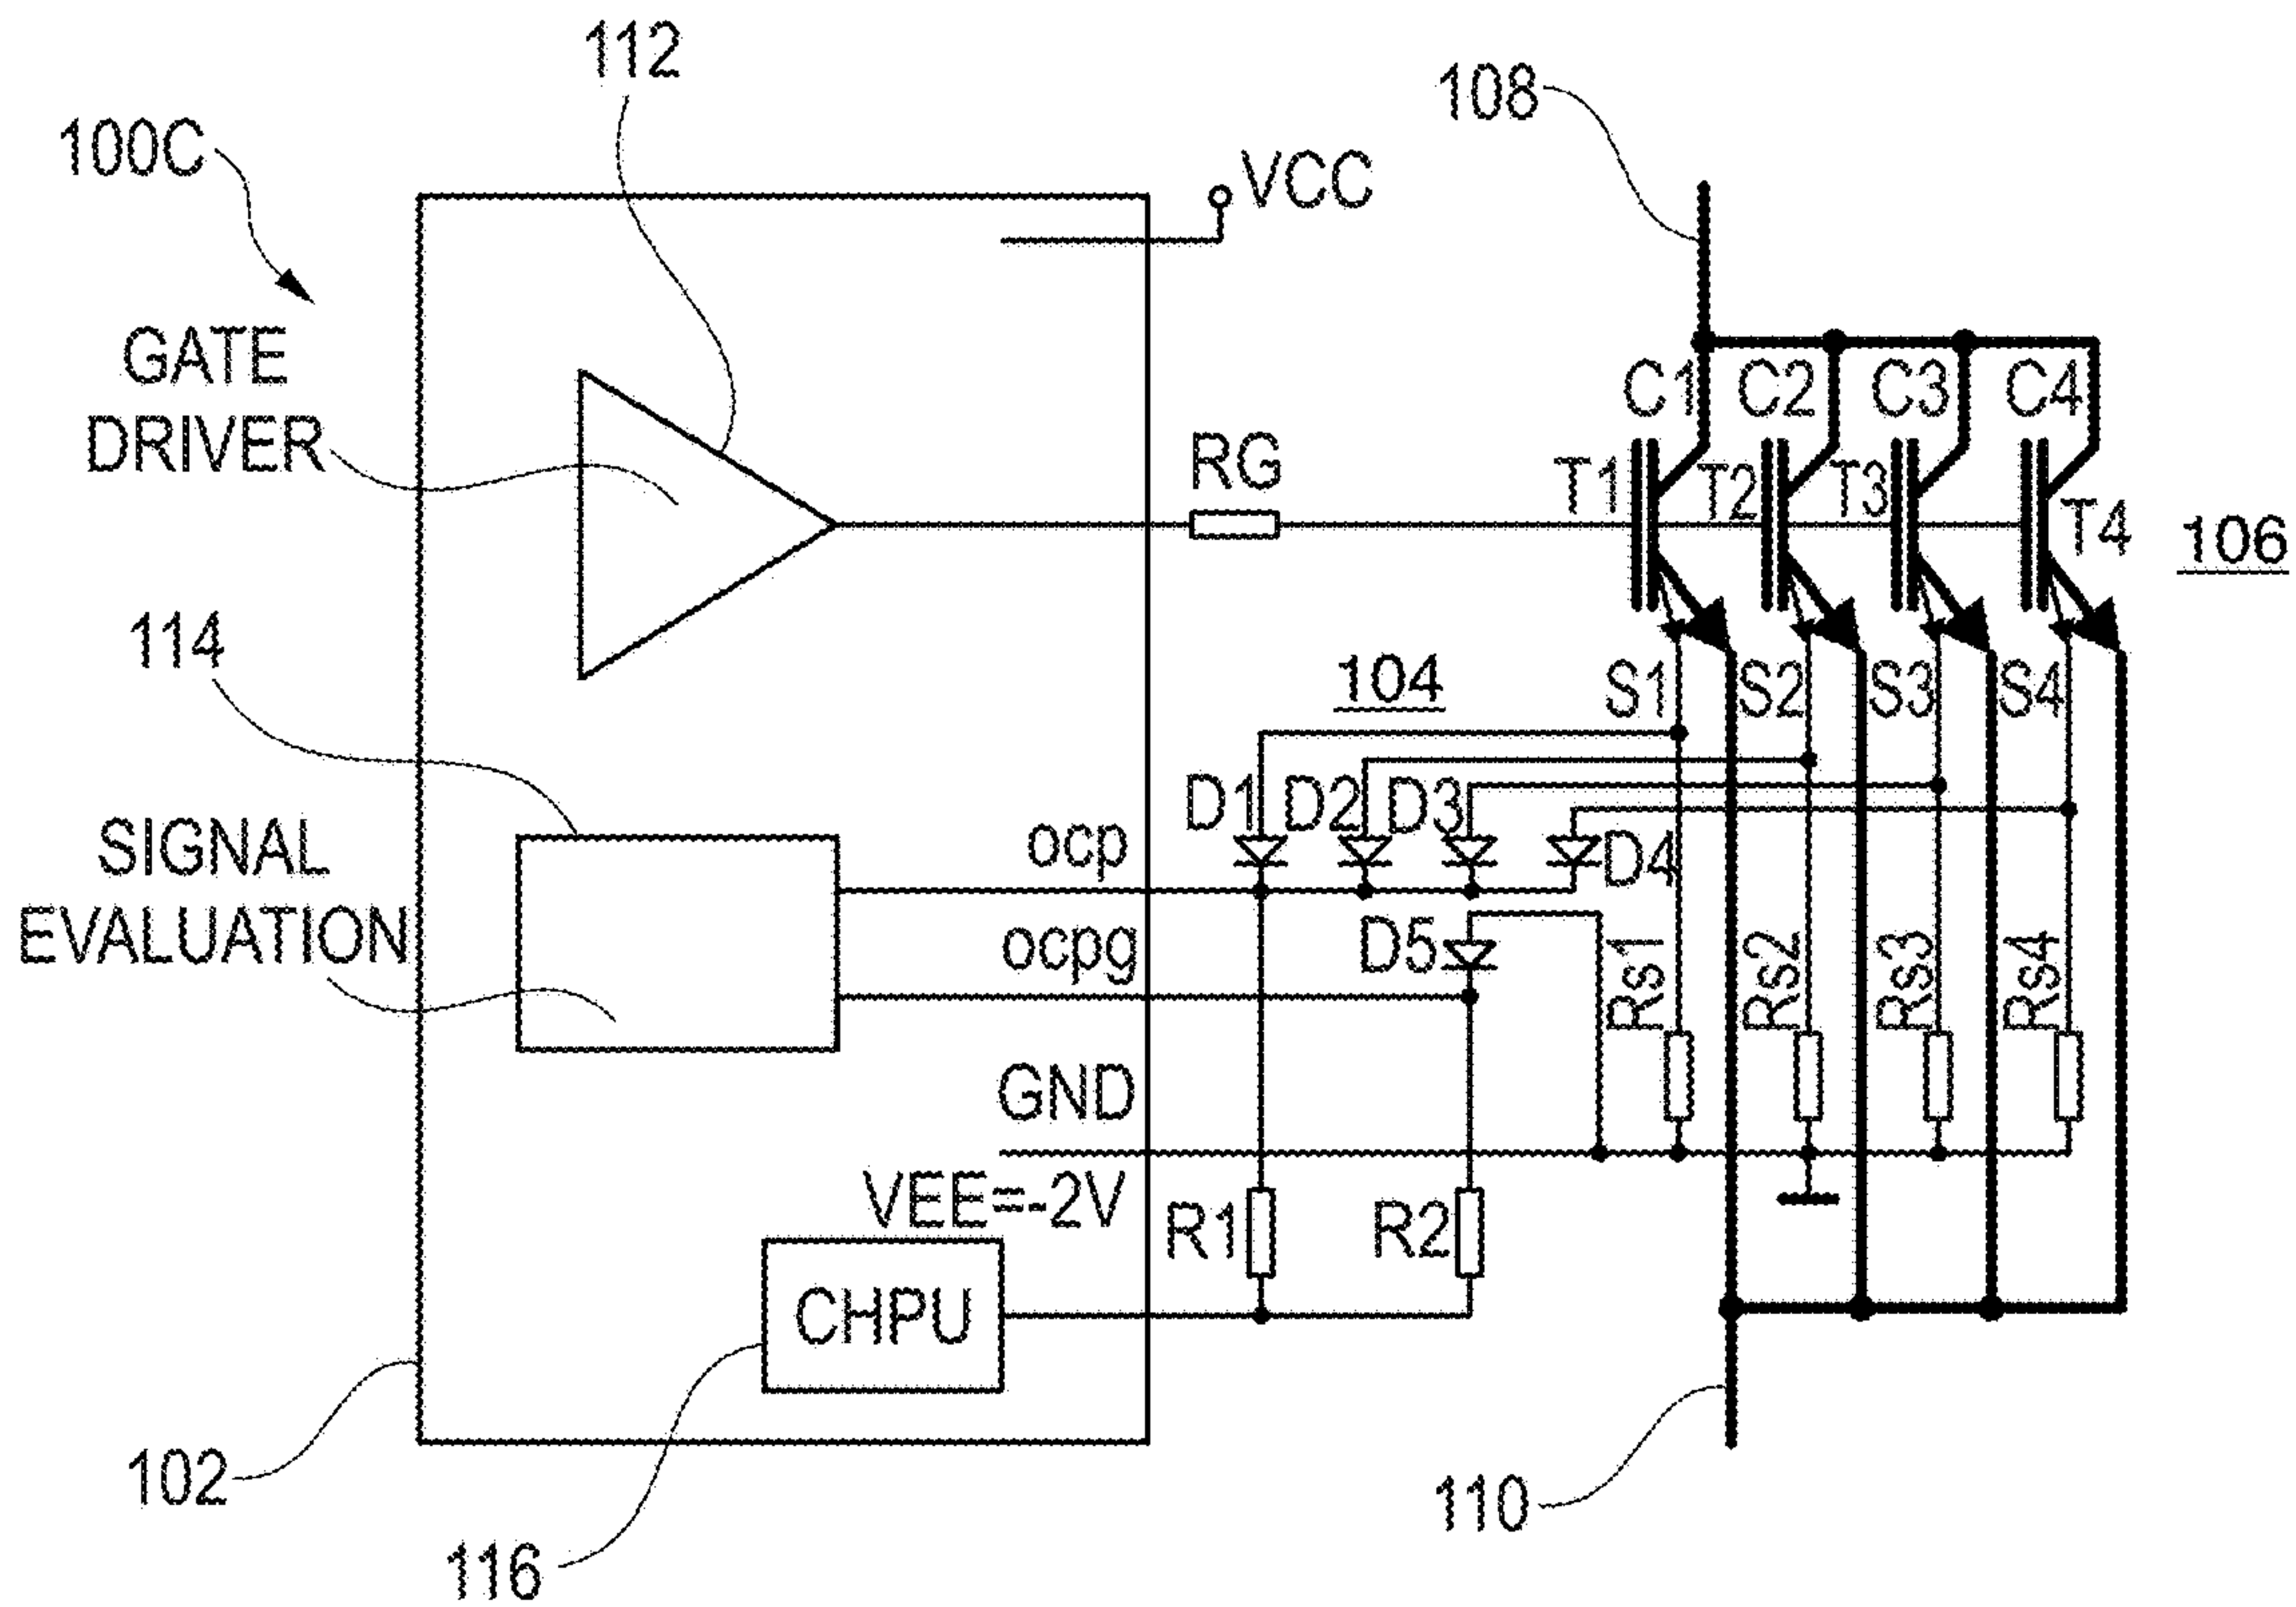 112
108
100C
VCC
GATE
DRIVER
C1 C2 C3 C4
RG
T1 T2 T3 T4
106
114
104
S1 S2 S3 S4
D1 D2 D3 D4
SIGNAL
EVALUATION
ocp
ocpg
D5
Rs1 Rs2 Rs3 Rs4
GND
VEE=-2V
R1 R2
CHPU
102
110
116